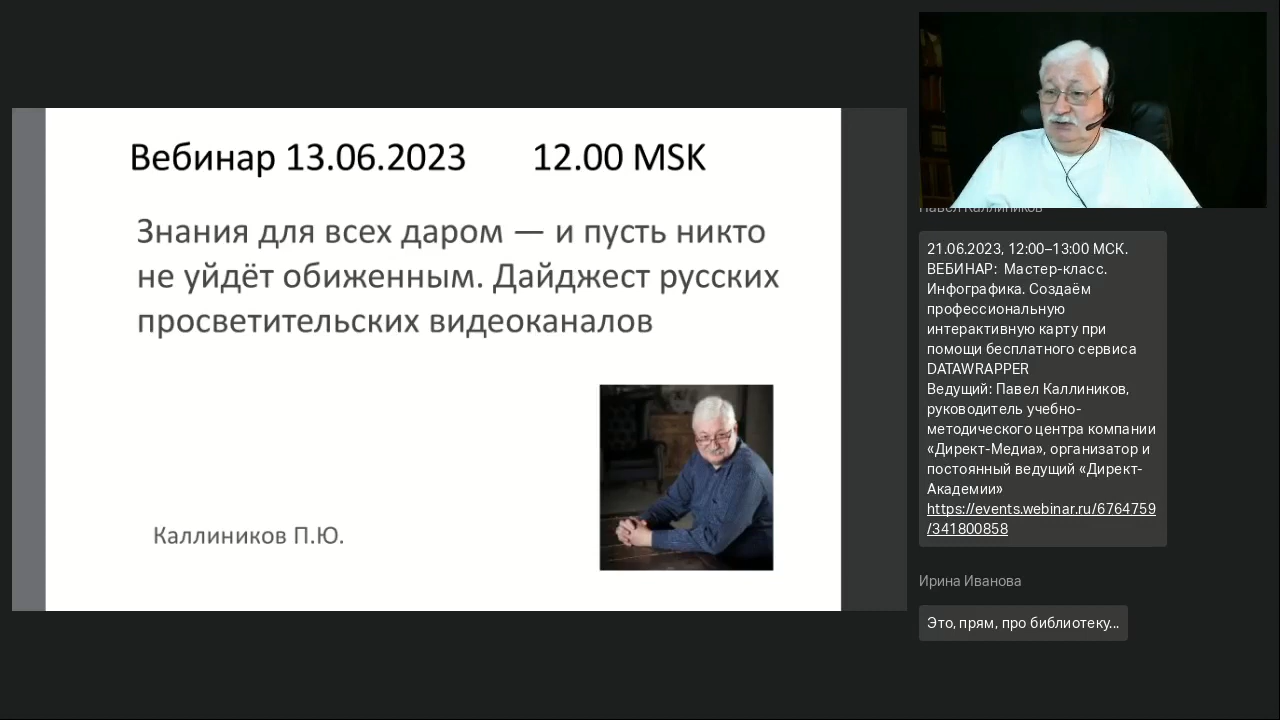 Вебинар 13.06.2023 12.00 MSK
Знания для всех даром — и пусть никто
не уйдёт обиженным. Дайджест русских
просветительских видеоканалов
Каллиников П.Ю.
Павел Каллиников
21.06.2023, 12:00–13:00 МСК.
ВЕБИНАР: Мастер-класс.
Инфографика. Создаём
профессиональную
интерактивную карту при
помощи бесплатного сервиса
DATAWRAPPER
Ведущий: Павел Каллиников,
руководитель учебно-
методического центра компании
«Директ-Медиа», организатор и
постоянный ведущий «Директ-
Академии»
https://events.webinar.ru/6764759
/341800858
Ирина Иванова
Это, прям, про библиотеку...